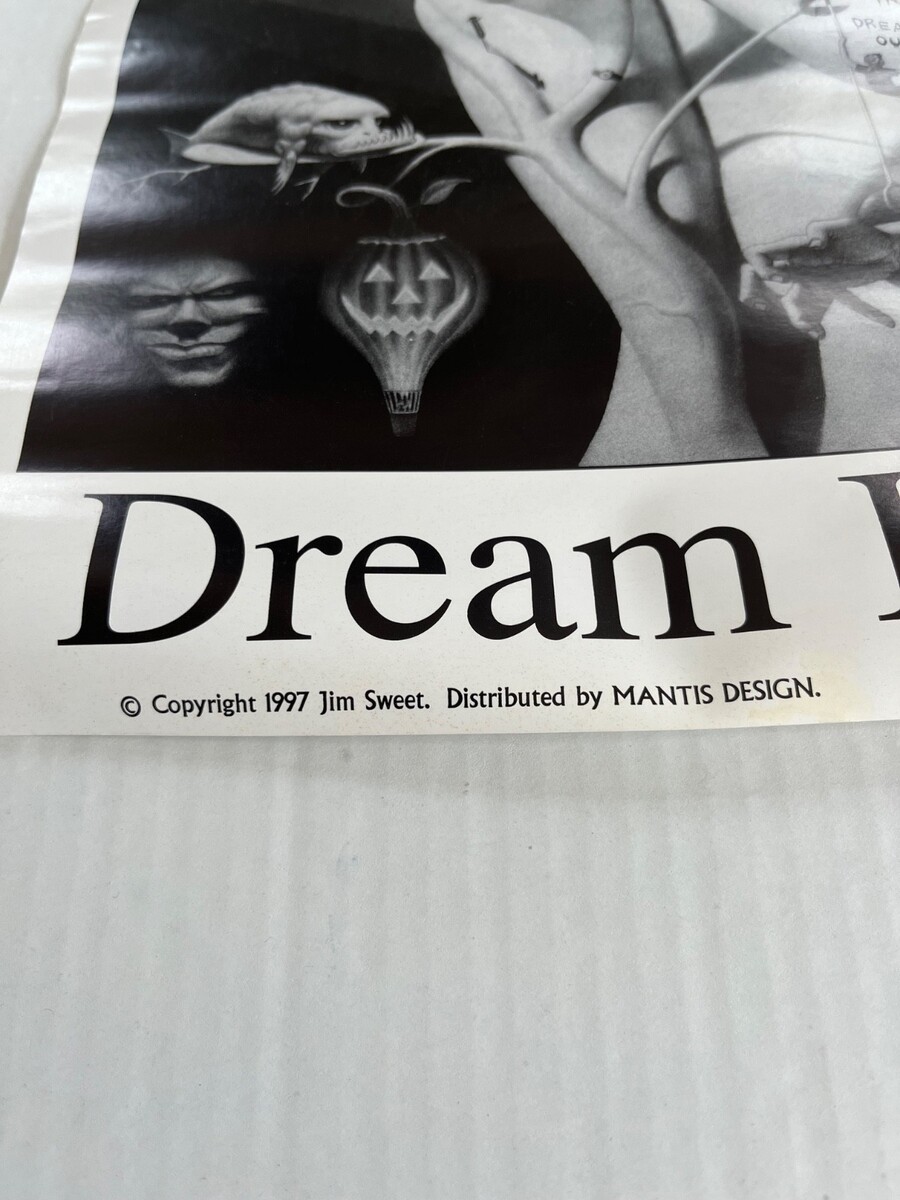 Dream
© Copyright 1997 Jim Sweet. Distributed by MANTIS DESIGN.